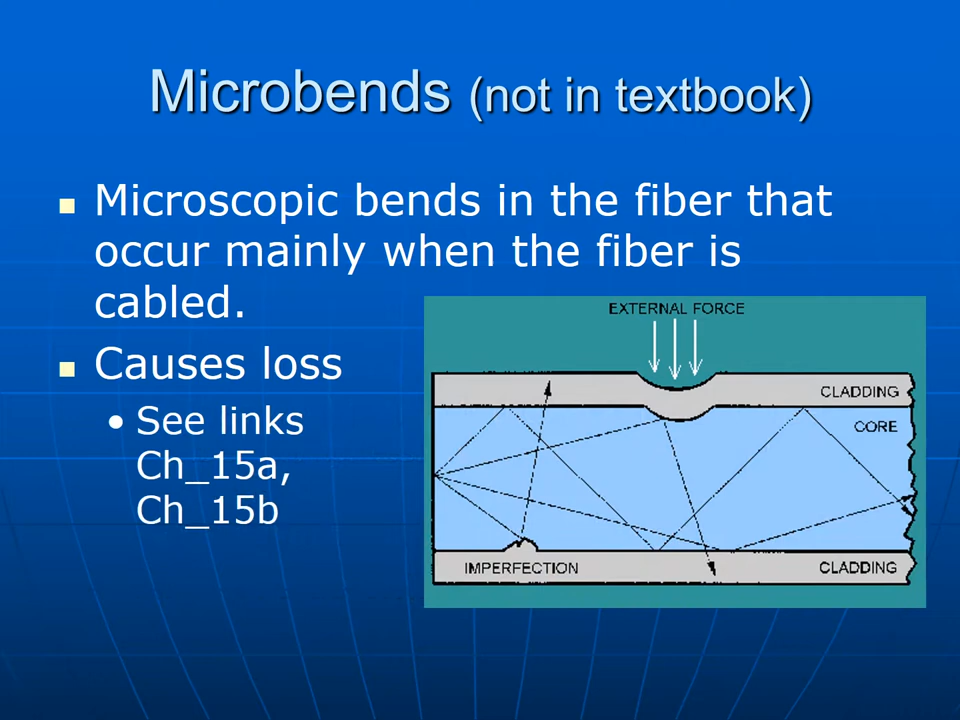 Microbends (not in textbook)
Microscopic bends in the fiber that
occur mainly when the fiber is
cabled.
Causes loss
• See links
Ch_15a,
Ch_15b
EXTERNAL FORCE
CLADDING
CORE
IMPERFECTION
CLADDING